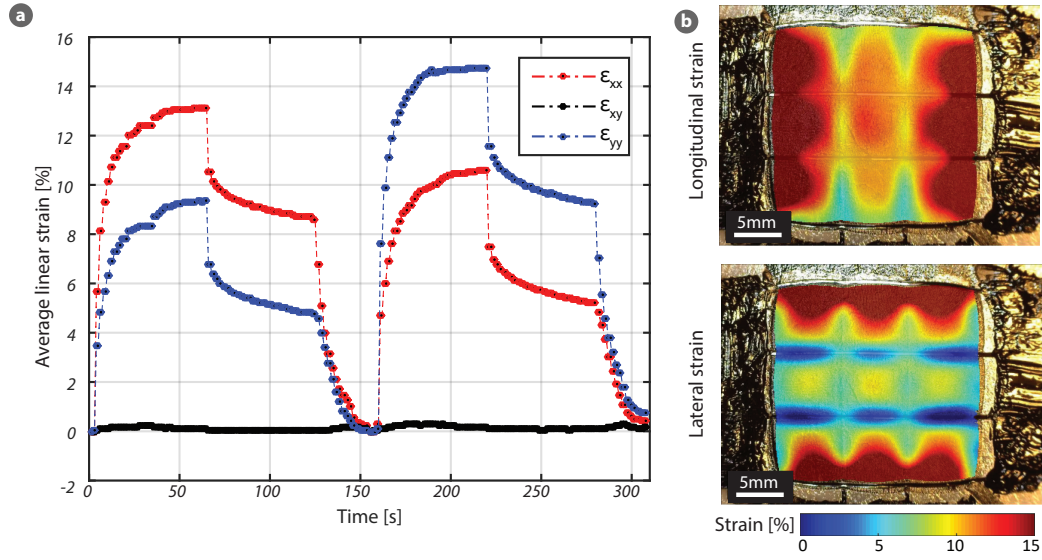 a
16
14
12
10
8
6
4
2
0
-2
0
50
100
150
200
250
300
Average linear strain [%]
Time [s]
εxx
εxy
εyy
b
Longitudinal strain
5mm
Lateral strain
5mm
Strain [%]
0
5
10
15